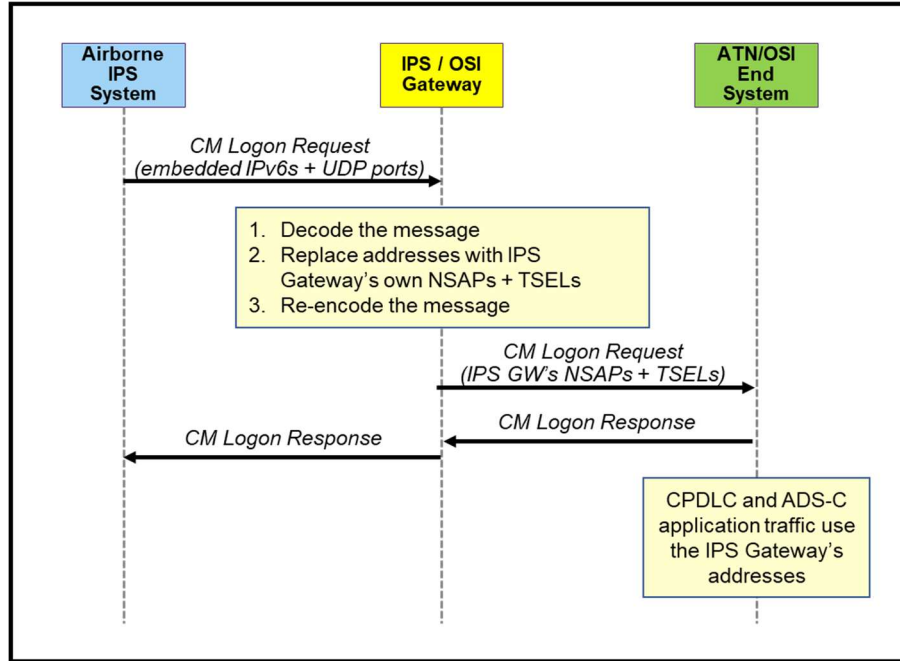 Airborne
IPS
System
IPS / OSI
Gateway
ATN/OSI
End
System
CM Logon Request
(embedded IPv6s + UDP ports)
1. Decode the message
2. Replace addresses with IPS
Gateway's own NSAPs + TSELs
3. Re-encode the message
CM Logon Request
(IPS GW's NSAPs + TSELs)
CM Logon Response
CM Logon Response
CPDLC and ADS-C
application traffic use
the IPS Gateway's
addresses